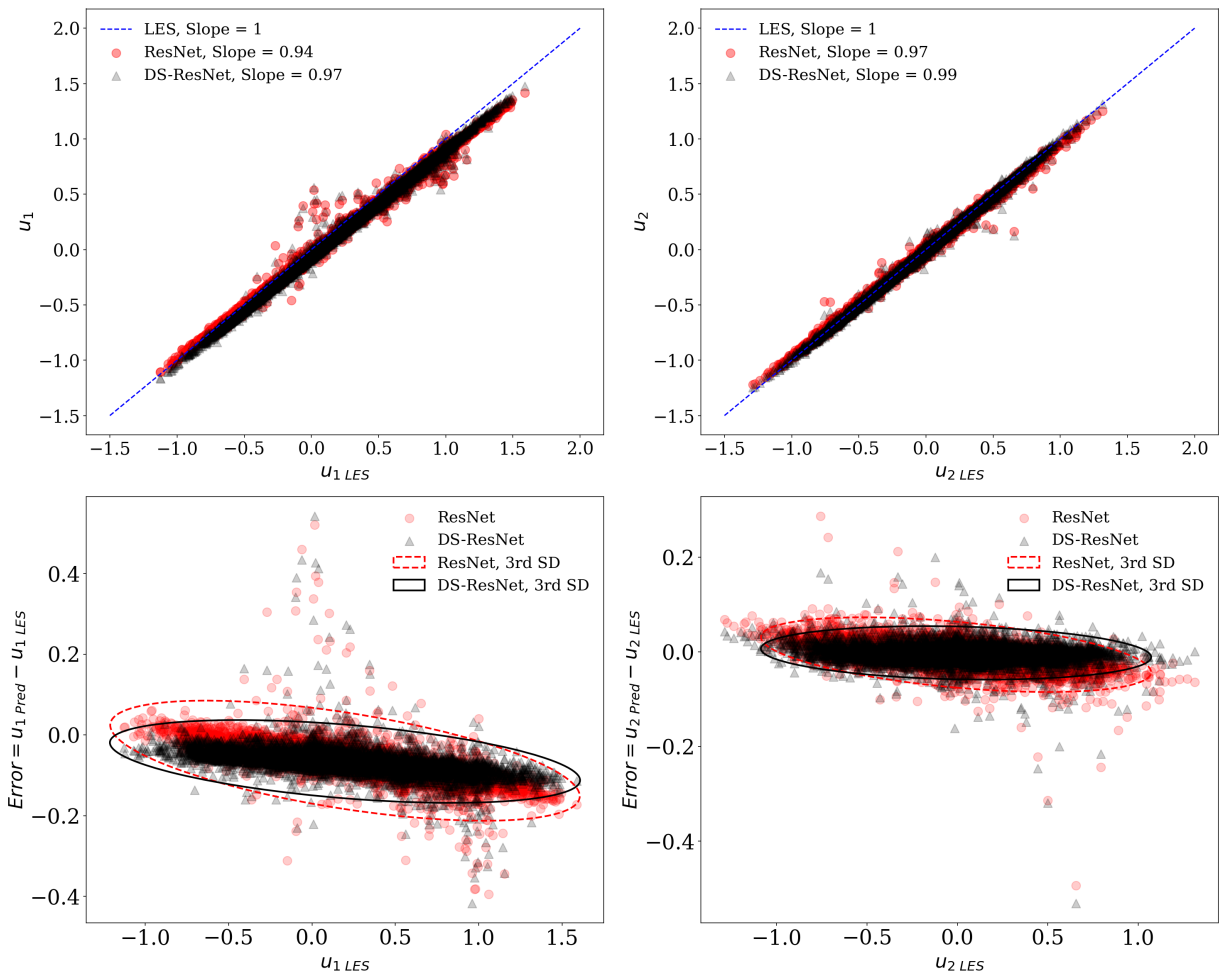 LES, Slope = 1
ResNet, Slope = 0.94
DS-ResNet, Slope = 0.97
2.0
1.5
1.0
0.5
0.0
−0.5
−1.0
−1.5
u1
−1.5 −1.0 −0.5 0.0 0.5 1.0 1.5 2.0
u1 LES
LES, Slope = 1
ResNet, Slope = 0.97
DS-ResNet, Slope = 0.99
2.0
1.5
1.0
0.5
0.0
−0.5
−1.0
−1.5
u2
−1.5 −1.0 −0.5 0.0 0.5 1.0 1.5 2.0
u2 LES
ResNet
DS-ResNet
ResNet, 3rd SD
DS-ResNet, 3rd SD
0.4
0.2
0.0
−0.2
−0.4
Error = u1 Pred − u1 LES
−1.0 −0.5 0.0 0.5 1.0 1.5
u1 LES
ResNet
DS-ResNet
ResNet, 3rd SD
DS-ResNet, 3rd SD
0.2
0.0
−0.2
−0.4
Error = u2 Pred − u2 LES
−1.0 −0.5 0.0 0.5 1.0
u2 LES